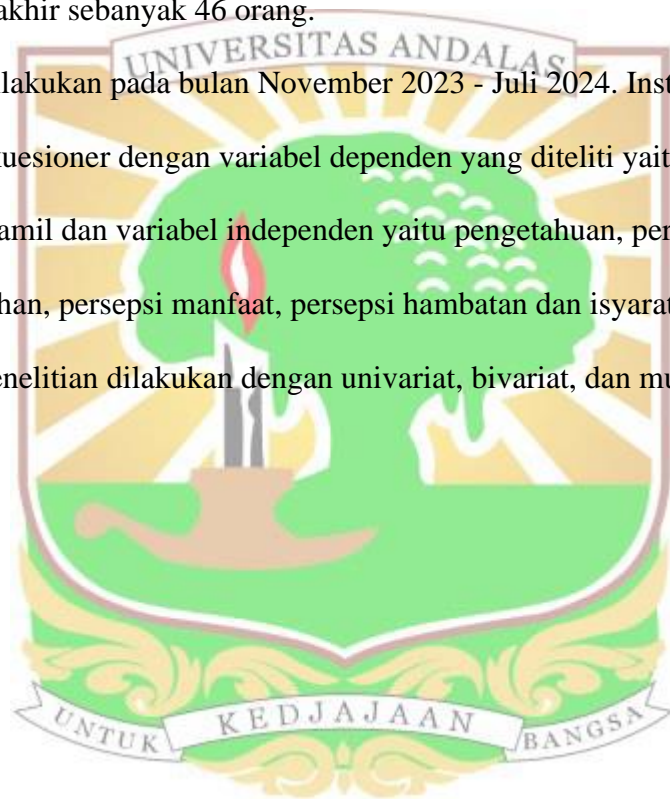 akhir sebanyak 46 orang.
UNIVERSITAS ANDALAS
lakukan pada bulan November 2023 - Juli 2024. Inst
uesioner dengan variabel dependen yang diteliti yait
amil dan variabel independen yaitu pengetahuan, per
han, persepsi manfaat, persepsi hambatan dan isyarat
enelitian dilakukan dengan univariat, bivariat, dan mu
UNTUK KEDJAJAAN BANGSA